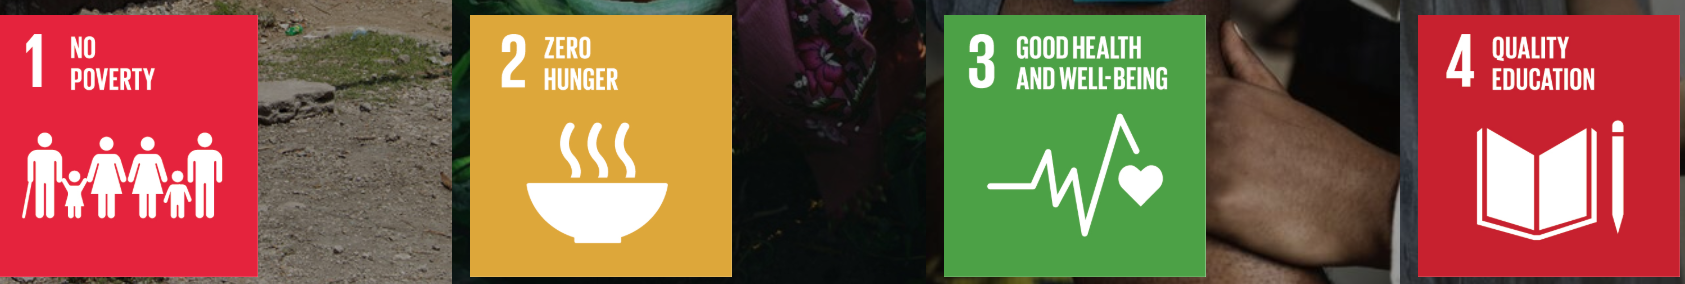 1 NO
POVERTY
2 ZERO
HUNGER
3 GOOD HEALTH
AND WELL-BEING
4 QUALITY
EDUCATION